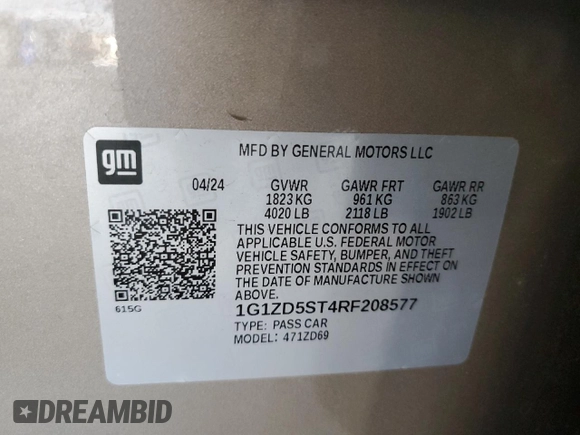 gm
MFD BY GENERAL MOTORS LLC
04/24 GVWR GAWR FRT GAWR RR
1823 KG 961 KG 863 KG
4020 LB 2118 LB 1902 LB
THIS VEHICLE CONFORMS TO ALL
APPLICABLE U.S. FEDERAL MOTOR
VEHICLE SAFETY, BUMPER, AND THEFT
PREVENTION STANDARDS IN EFFECT ON
THE DATE OF MANUFACTURE SHOWN
ABOVE.
615G
1G1ZD5ST4RF208577
TYPE: PASS CAR
MODEL: 471ZD69
DREAMBID